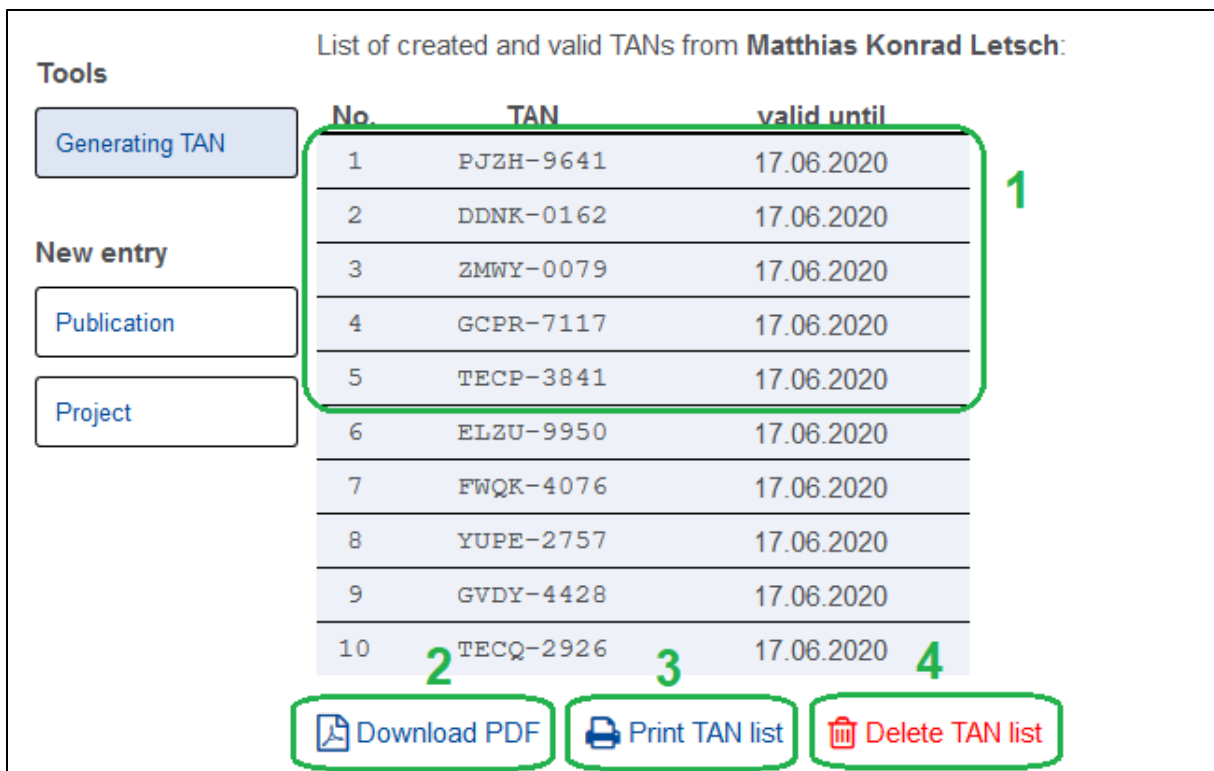 List of created and valid TANs from Matthias Konrad Letsch:
Tools
Generating TAN
New entry
Publication
Project
No. TAN valid until
1 PJZH-9641 17.06.2020
2 DDNK-0162 17.06.2020
3 ZMWY-0079 17.06.2020
4 GCPR-7117 17.06.2020
5 TECP-3841 17.06.2020
6 ELZU-9950 17.06.2020
7 FWQK-4076 17.06.2020
8 YUPE-2757 17.06.2020
9 GVDY-4428 17.06.2020
10 TECQ-2926 17.06.2020
1
2 3 4
Download PDF Print TAN list Delete TAN list